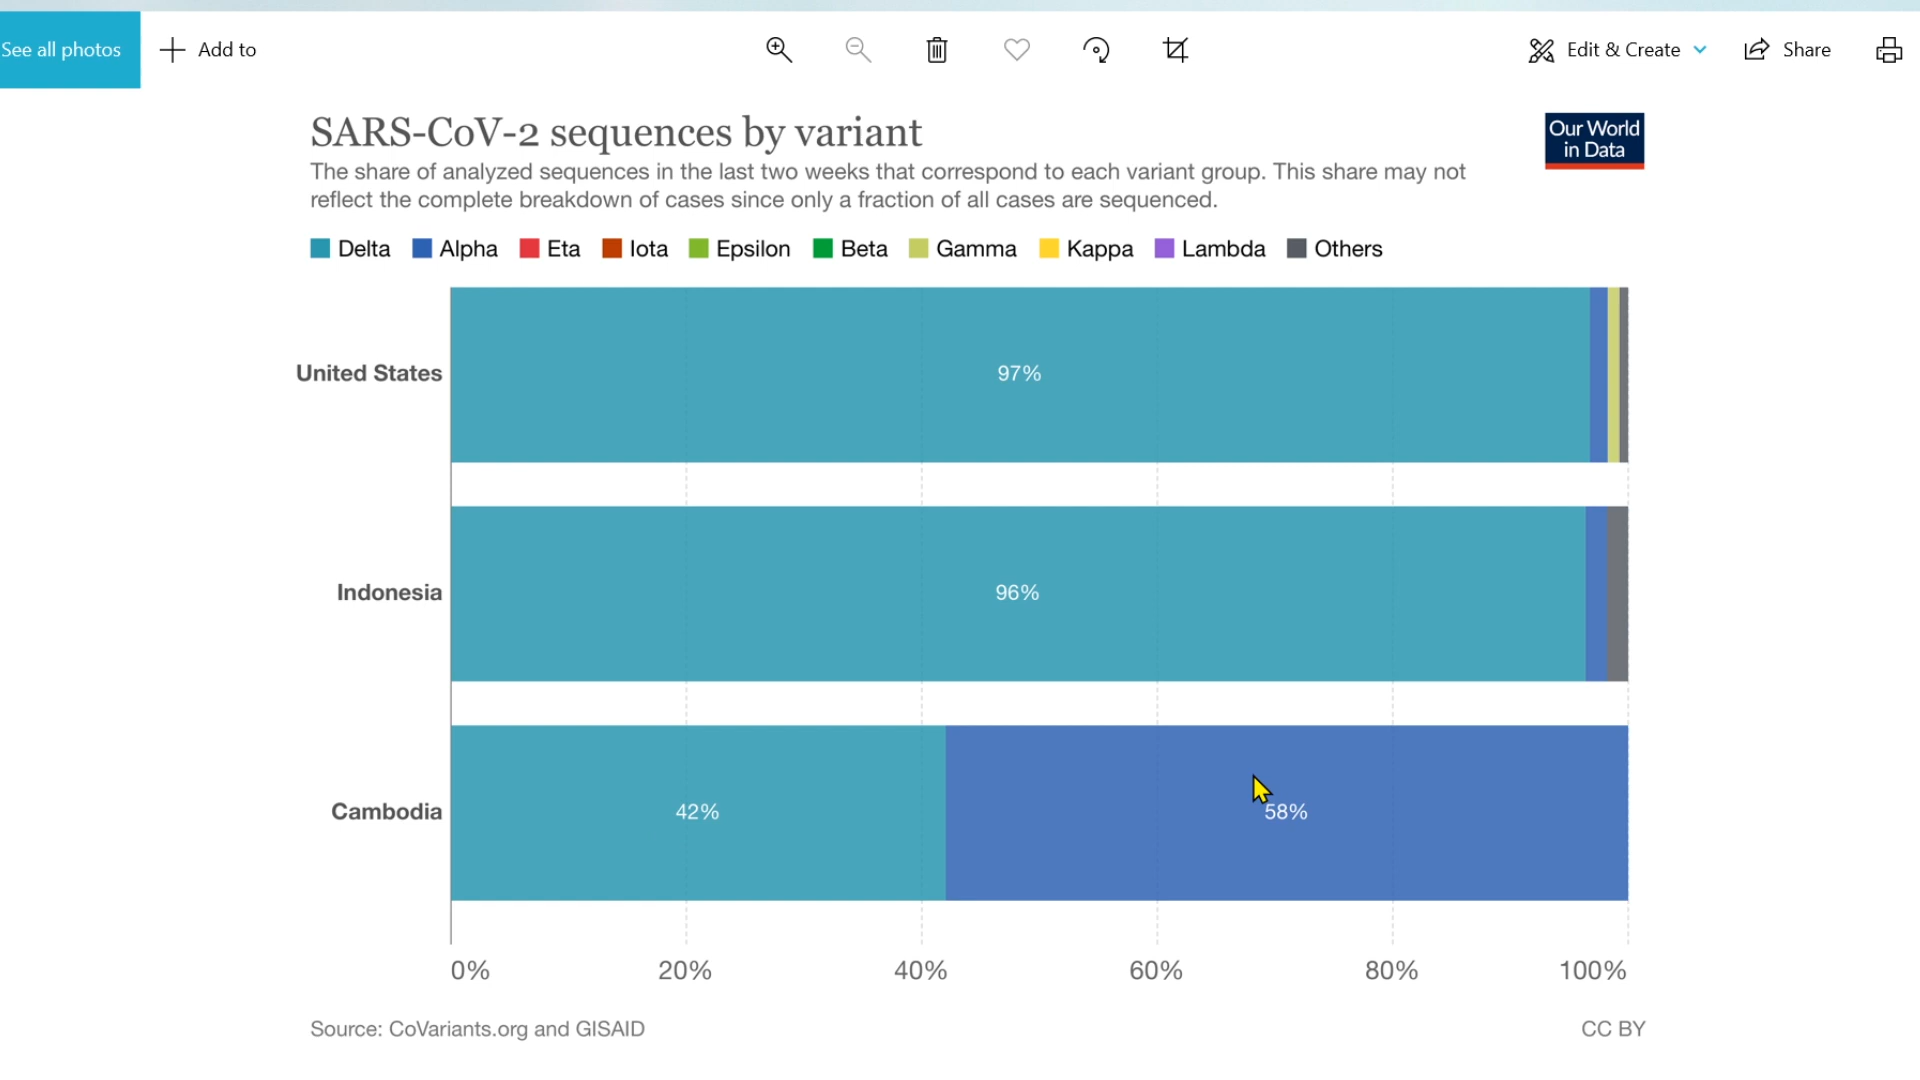 See all photos
Add to
Edit & Create
Share
SARS-CoV-2 sequences by variant
Our World
in Data
The share of analyzed sequences in the last two weeks that correspond to each variant group. This share may not
reflect the complete breakdown of cases since only a fraction of all cases are sequenced.
Delta Alpha Eta Iota Epsilon Beta Gamma Kappa Lambda Others
United States 97%
Indonesia 96%
Cambodia 42% 58%
0% 20% 40% 60% 80% 100%
Source: CoVariants.org and GISAID
CC BY